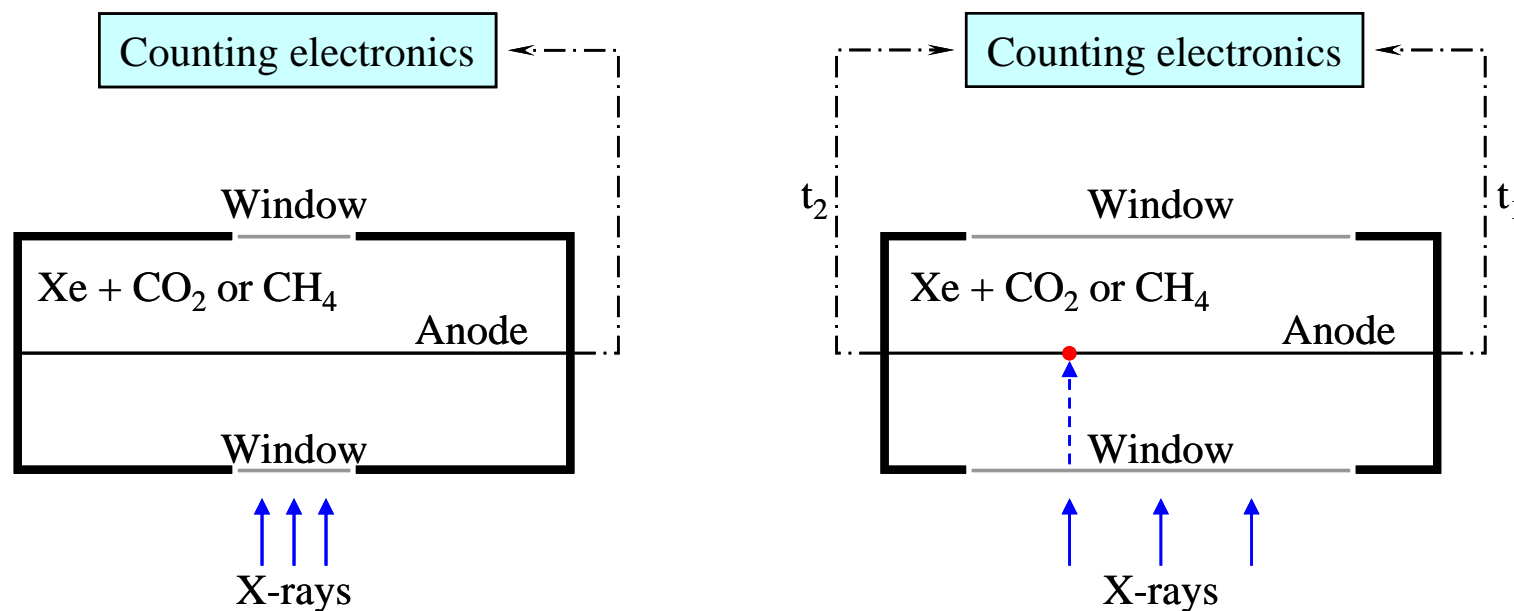 Counting electronics
Window
Xe + CO₂ or CH₄
Anode
Window
X-rays
Counting electronics
t₂
t₁
Window
Xe + CO₂ or CH₄
Anode
Window
X-rays